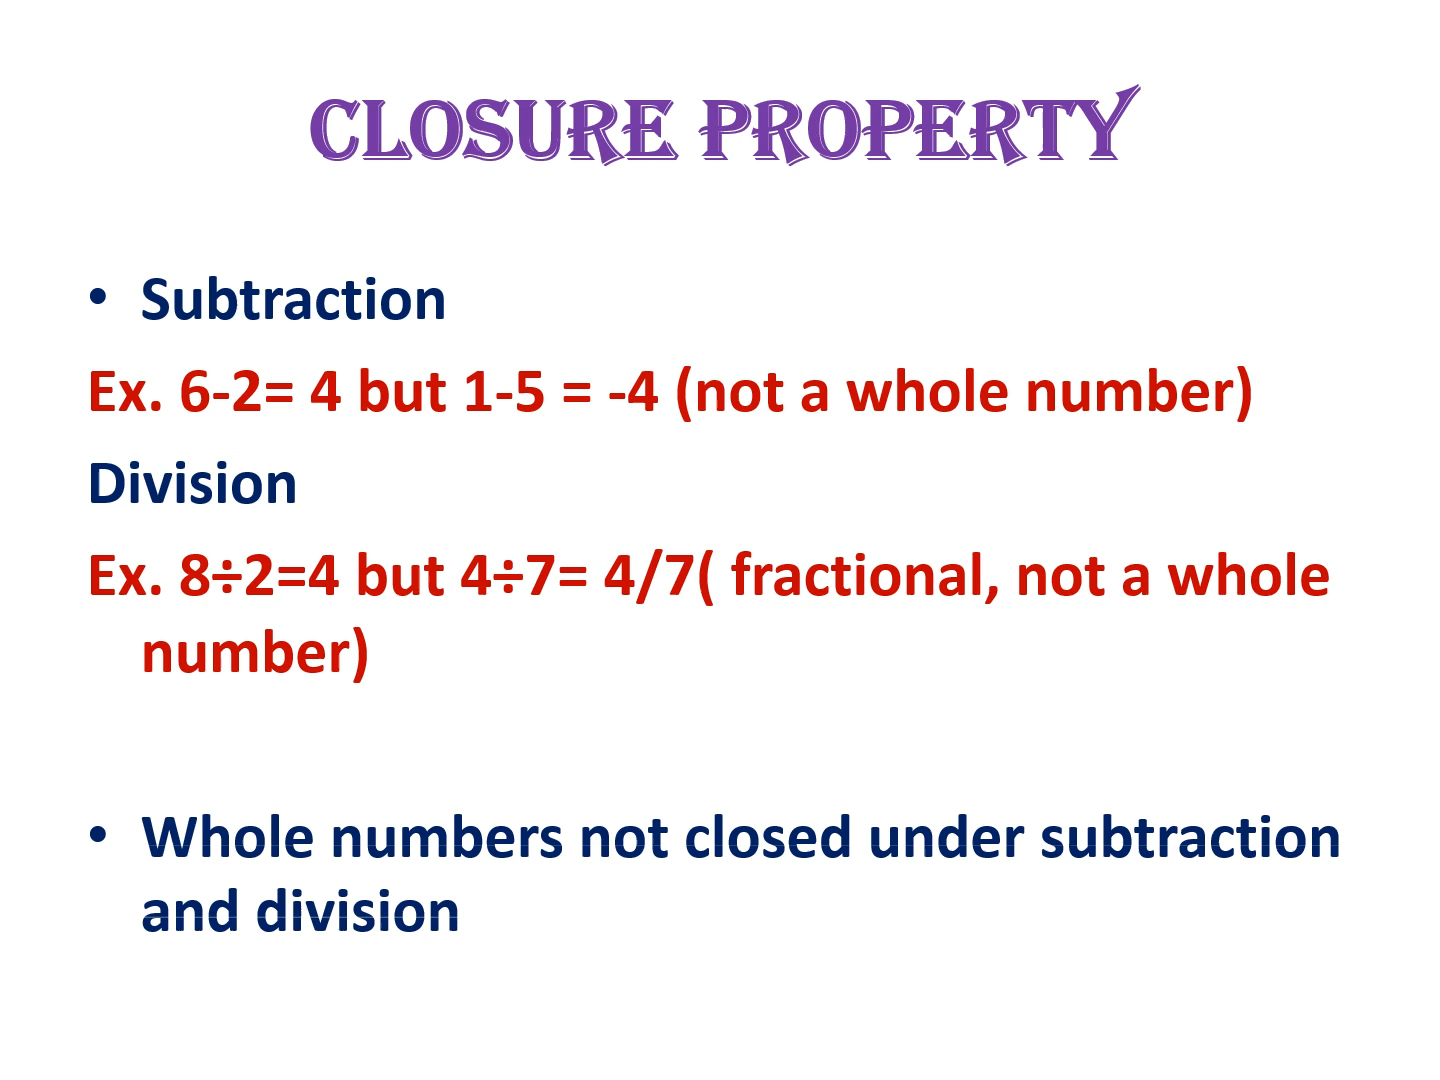 CLOSURE PROPERTY
• Subtraction
Ex. 6-2= 4 but 1-5 = -4 (not a whole number)
Division
Ex. 8÷2=4 but 4÷7= 4/7( fractional, not a whole
number)
• Whole numbers not closed under subtraction
and division